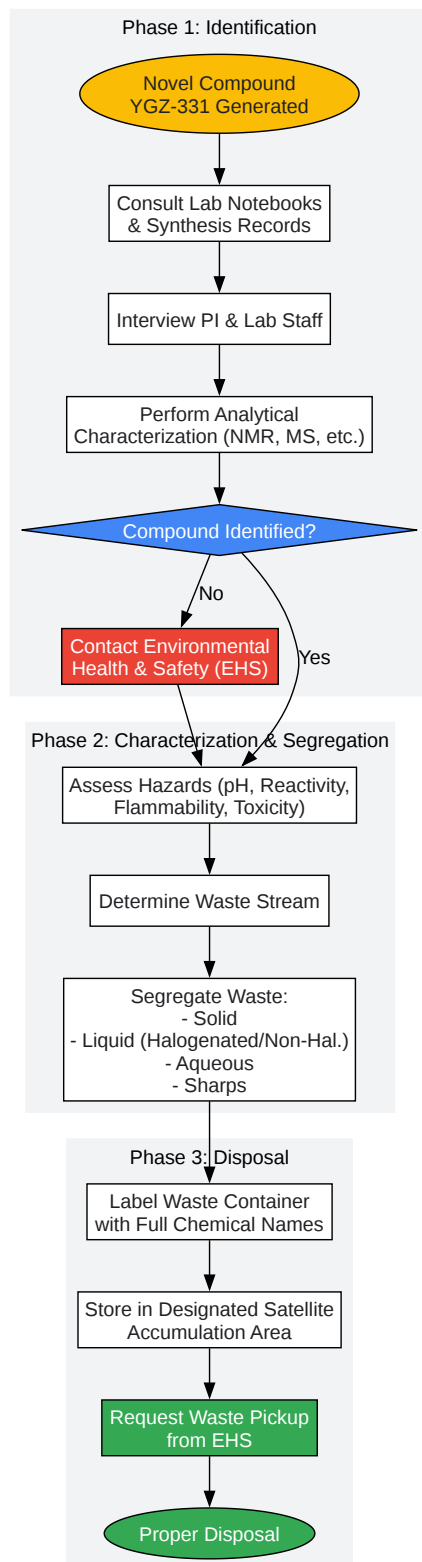 Phase 1: Identification
Novel Compound
YGZ-331 Generated
Consult Lab Notebooks
& Synthesis Records
Interview PI & Lab Staff
Perform Analytical
Characterization (NMR, MS, etc.)
Compound Identified?
No
Contact Environmental
Health & Safety (EHS)
Yes
Phase 2: Characterization & Segregation
Assess Hazards (pH, Reactivity,
Flammability, Toxicity)
Determine Waste Stream
Segregate Waste:
- Solid
- Liquid (Halogenated/Non-Hal.)
- Aqueous
- Sharps
Phase 3: Disposal
Label Waste Container
with Full Chemical Names
Store in Designated Satellite
Accumulation Area
Request Waste Pickup
from EHS
Proper Disposal